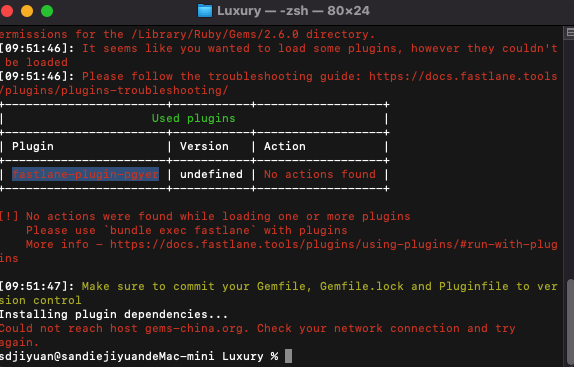 Luxury — -zsh — 80×24
ermissions for the /Library/Ruby/Gems/2.6.0 directory.
[09:51:46]: It seems like you wanted to load some plugins, however they couldn't
 be loaded
[09:51:46]: Please follow the troubleshooting guide: https://docs.fastlane.tools
/plugins/plugins-troubleshooting/
+---------------------+-----------+------------------+
|                     Used plugins                   |
+---------------------+-----------+------------------+
| Plugin              | Version   | Action           |
+---------------------+-----------+------------------+
| fastlane-plugin-pgyer | undefined | No actions found |
+---------------------+-----------+------------------+
[!] No actions were found while loading one or more plugins
    Please use `bundle exec fastlane` with plugins
    More info - https://docs.fastlane.tools/plugins/using-plugins/#run-with-plug
ins
[09:51:47]: Make sure to commit your Gemfile, Gemfile.lock and Pluginfile to ver
sion control
Installing plugin dependencies...
Could not reach host gems-china.org. Check your network connection and try
again.
sdjiyuan@sandiejiyuandeMac-mini Luxury %